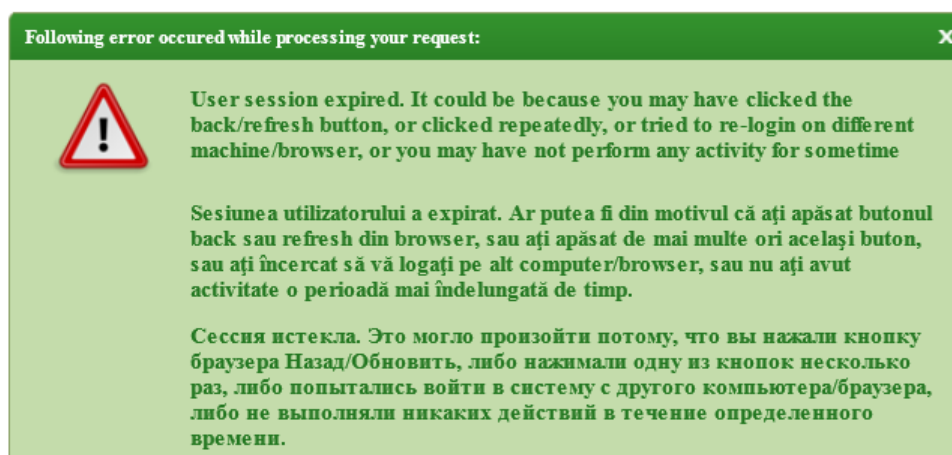 Following error occured while processing your request:
User session expired. It could be because you may have clicked the
back/refresh button, or clicked repeatedly, or tried to re-login on different
machine/browser, or you may have not perform any activity for sometime
Sesiunea utilizatorului a expirat. Ar putea fi din motivul că aţi apăsat butonul
back sau refresh din browser, sau aţi apăsat de mai multe ori acelaşi buton,
sau aţi încercat să vă logaţi pe alt computer/browser, sau nu aţi avut
activitate o perioadă mai îndelungată de timp.
Сессия истекла. Это могло произойти потому, что вы нажали кнопку
браузера Назад/Обновить, либо нажимали одну из кнопок несколько
раз, либо попытались войти в систему с другого компьютера/браузера,
либо не выполняли никаких действий в течение определенного
времени.